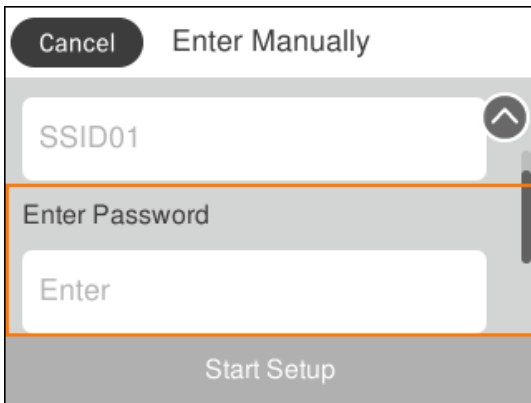 Cancel Enter Manually
SSID01
Enter Password
Enter
Start Setup